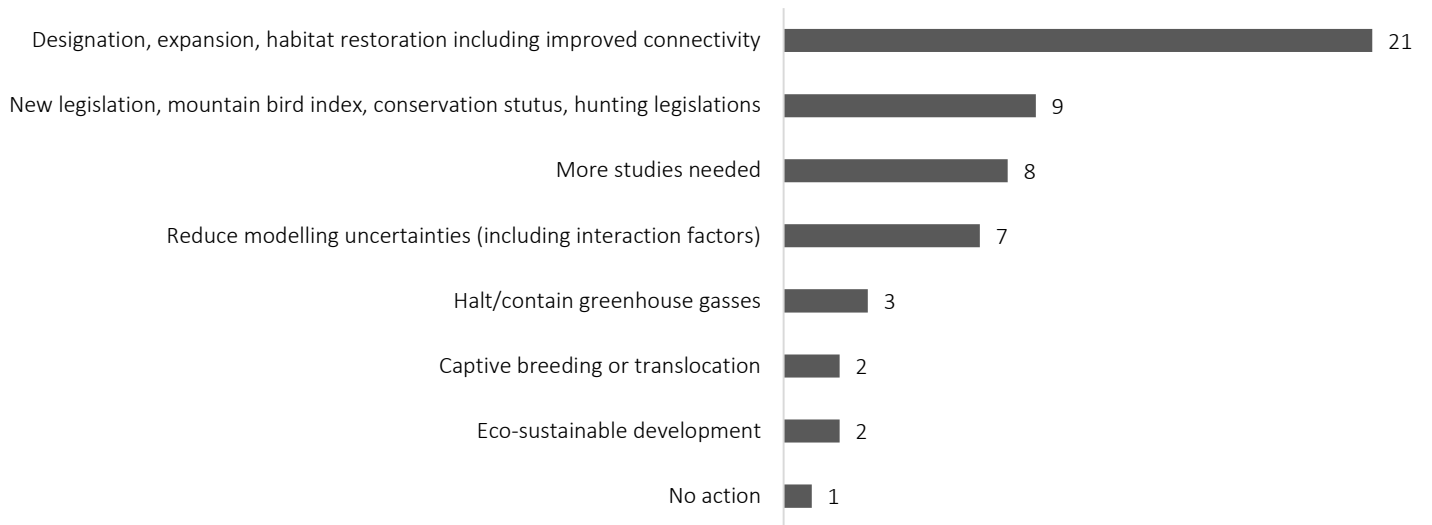 Designation, expansion, habitat restoration including improved connectivity 21
New legislation, mountain bird index, conservation stutus, hunting legislations 9
More studies needed 8
Reduce modelling uncertainties (including interaction factors) 7
Halt/contain greenhouse gasses 3
Captive breeding or translocation 2
Eco-sustainable development 2
No action 1